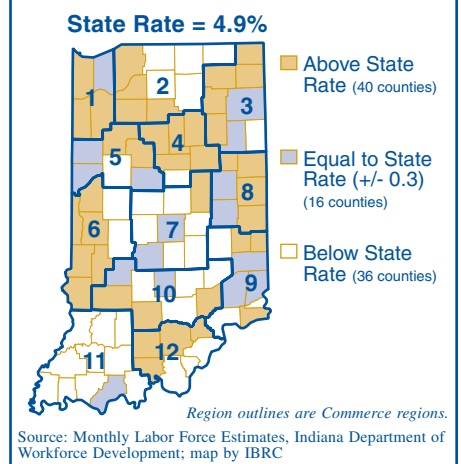 State Rate = 4.9%
Above State
Rate (40 counties)
Equal to State
Rate (+/- 0.3)
(16 counties)
Below State
Rate (36 counties)
1
2
3
4
5
6
7
8
9
10
11
12
Region outlines are Commerce regions.
Source: Monthly Labor Force Estimates, Indiana Department of
Workforce Development; map by IBRC